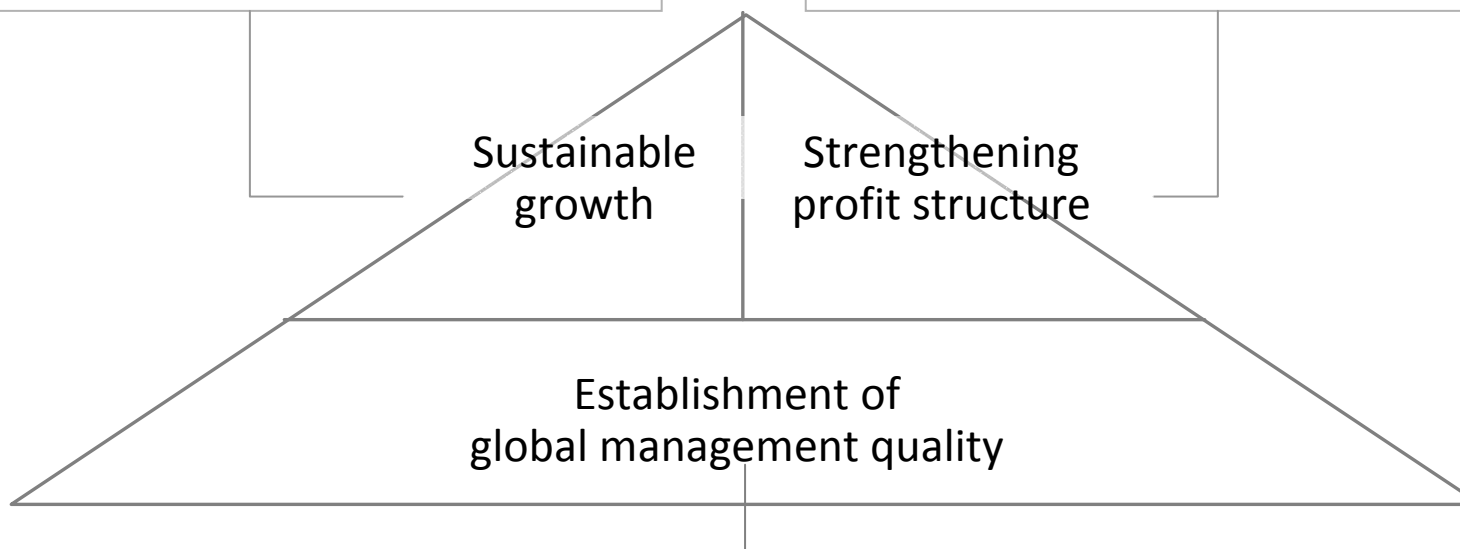 Sustainable
growth
Strengthening
profit structure
Establishment of
global management quality